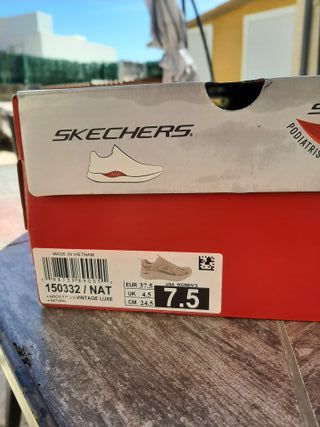 SKECHERS
PODIATRIS
MADE IN VIETNAM
150332 / NAT
VINTAGE LUXE
NATURAL
EUR 37.5
UK 4.5
CM 24.5
USA WOMEN'S
7.5